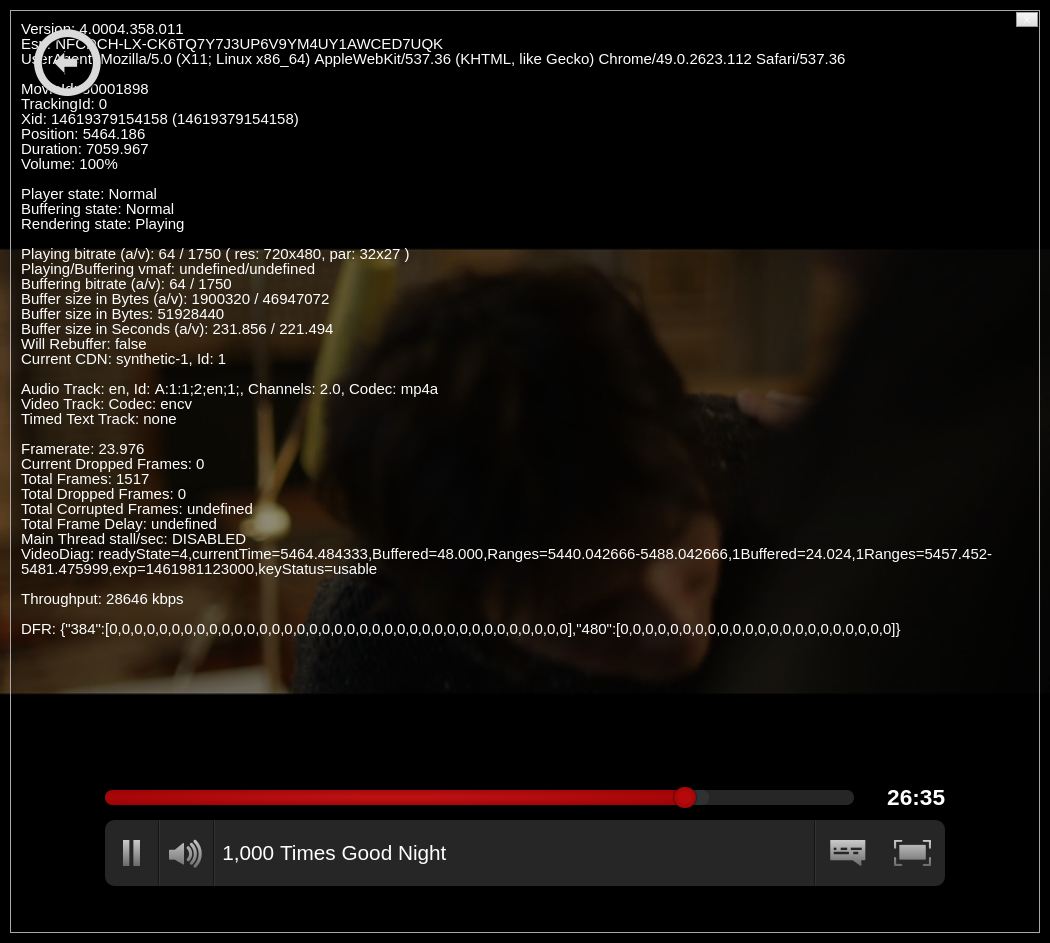 Version: 4.0004.358.011
Esn: NFCDCH-LX-CK6TQ7Y7J3UP6V9YM4UY1AWCED7UQK
UserAgent: Mozilla/5.0 (X11; Linux x86_64) AppleWebKit/537.36 (KHTML, like Gecko) Chrome/49.0.2623.112 Safari/537.36
MovieId: 80001898
TrackingId: 0
Xid: 14619379154158 (14619379154158)
Position: 5464.186
Duration: 7059.967
Volume: 100%
Player state: Normal
Buffering state: Normal
Rendering state: Playing
Playing bitrate (a/v): 64 / 1750 ( res: 720x480, par: 32x27 )
Playing/Buffering vmaf: undefined/undefined
Buffering bitrate (a/v): 64 / 1750
Buffer size in Bytes (a/v): 1900320 / 46947072
Buffer size in Bytes: 51928440
Buffer size in Seconds (a/v): 231.856 / 221.494
Will Rebuffer: false
Current CDN: synthetic-1, Id: 1
Audio Track: en, Id: A:1:1;2;en;1;, Channels: 2.0, Codec: mp4a
Video Track: Codec: encv
Timed Text Track: none
Framerate: 23.976
Current Dropped Frames: 0
Total Frames: 1517
Total Dropped Frames: 0
Total Corrupted Frames: undefined
Total Frame Delay: undefined
Main Thread stall/sec: DISABLED
VideoDiag: readyState=4,currentTime=5464.484333,Buffered=48.000,Ranges=5440.042666-5488.042666,1Buffered=24.024,1Ranges=5457.452-
5481.475999,exp=1461981123000,keyStatus=usable
Throughput: 28646 kbps
DFR: {"384":[0,0,0,0,0,0,0,0,0,0,0,0,0,0,0,0,0,0,0,0,0,0,0,0,0,0,0,0,0,0,0,0,0,0,0,0,0],"480":[0,0,0,0,0,0,0,0,0,0,0,0,0,0,0,0,0,0,0,0,0,0]}
26:35
1,000 Times Good Night